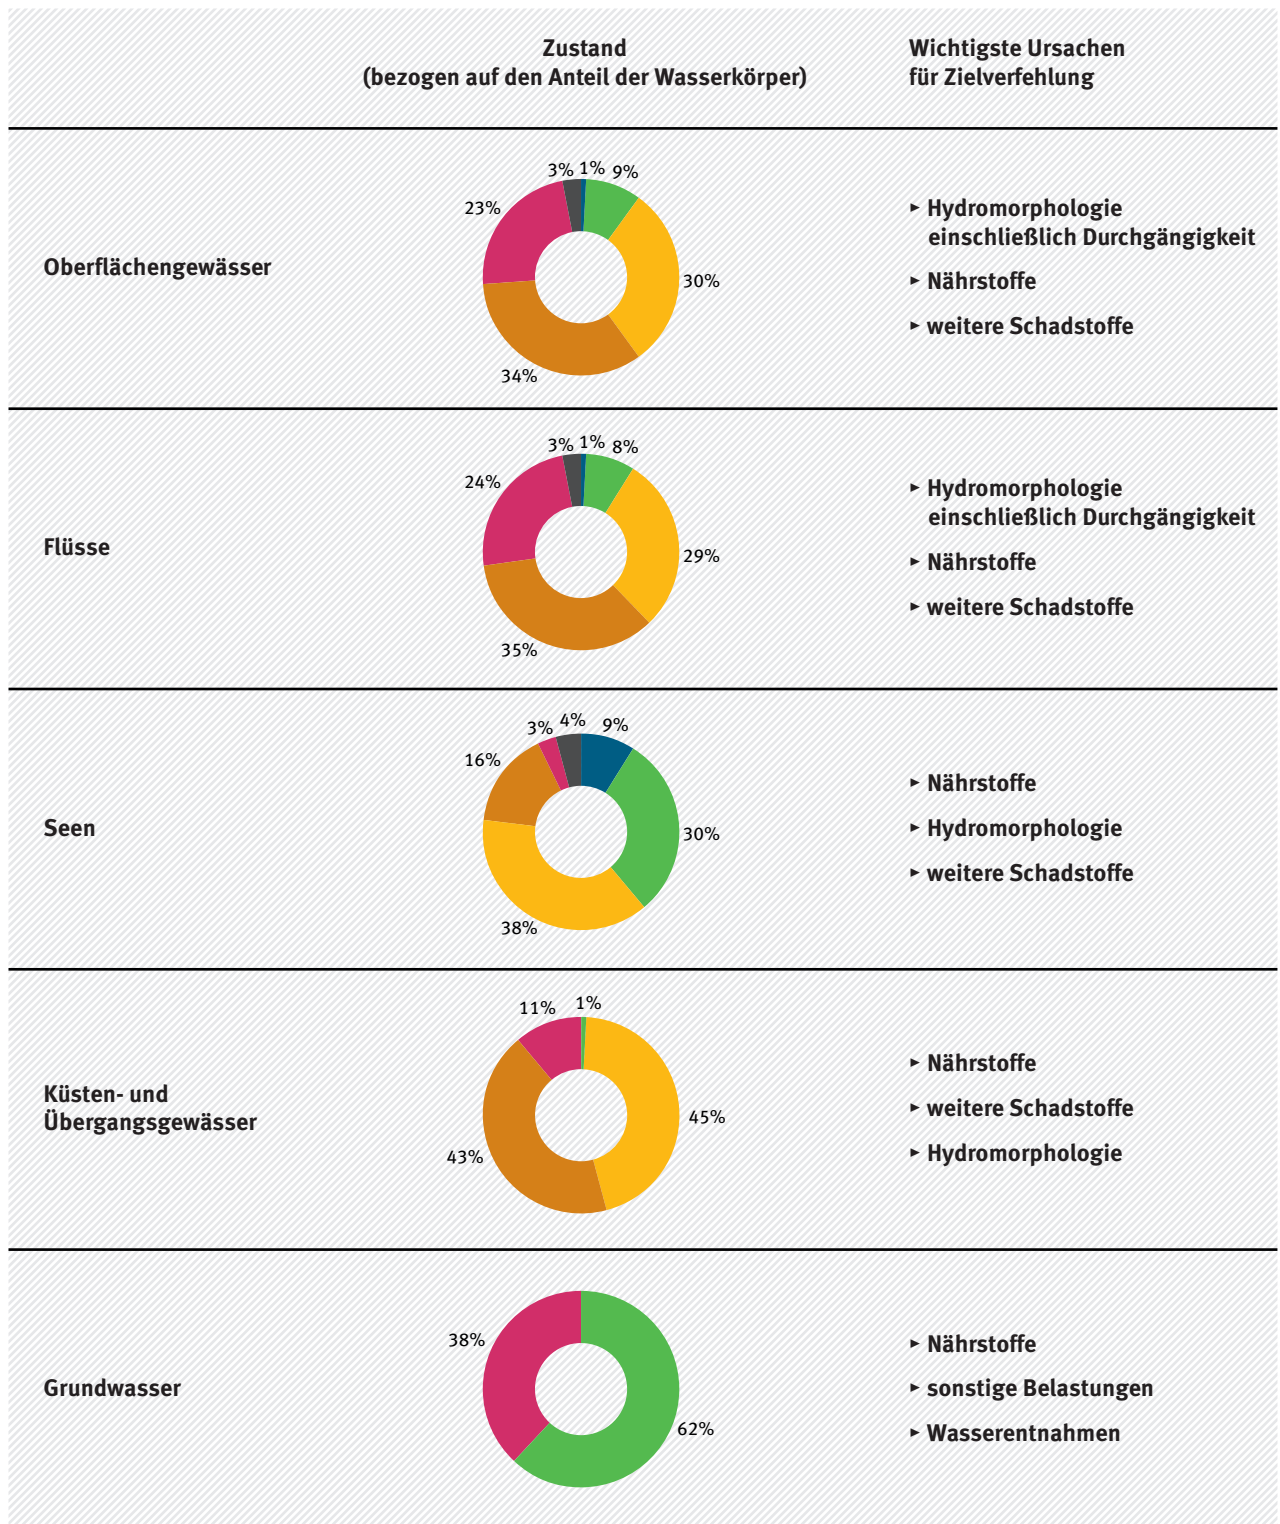 Zustand
(bezogen auf den Anteil der Wasserkörper)
Wichtigste Ursachen
für Zielverfehlung
Oberflächengewässer
3% 1% 9%
23%
30%
34%
► Hydromorphologie
einschließlich Durchgängigkeit
► Nährstoffe
► weitere Schadstoffe
Flüsse
3% 1% 8%
24%
29%
35%
► Hydromorphologie
einschließlich Durchgängigkeit
► Nährstoffe
► weitere Schadstoffe
Seen
3% 4% 9%
16%
30%
38%
► Nährstoffe
► Hydromorphologie
► weitere Schadstoffe
Küsten- und
Übergangsgewässer
11% 1%
45%
43%
► Nährstoffe
► weitere Schadstoffe
► Hydromorphologie
Grundwasser
38%
62%
► Nährstoffe
► sonstige Belastungen
► Wasserentnahmen